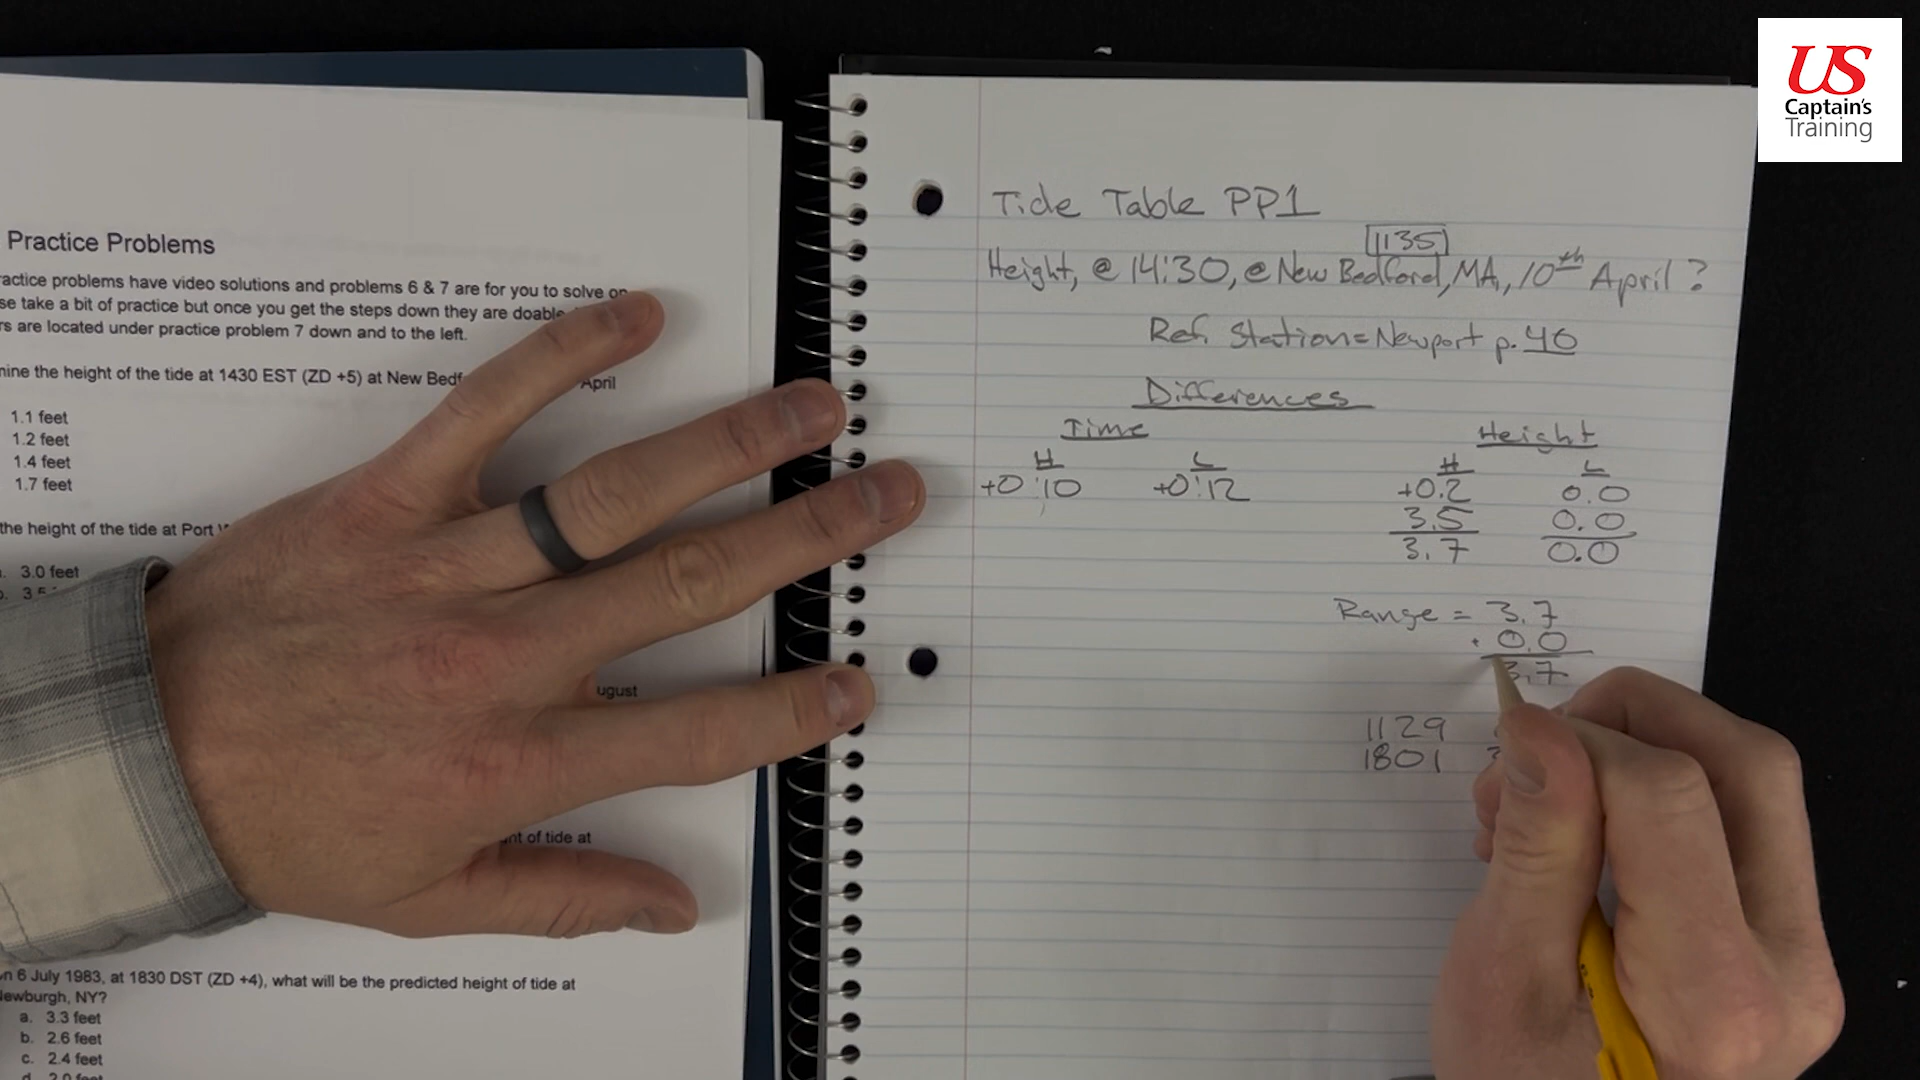 US
Captain's
Training
Practice Problems
actice problems have video solutions and problems 6 & 7 are for you to solve on
se take a bit of practice but once you get the steps down they are doable
rs are located under practice problem 7 down and to the left.
mine the height of the tide at 1430 EST (ZD +5) at New Bedf April
1.1 feet
1.2 feet
1.4 feet
1.7 feet
the height of the tide at Port
3.0 feet
ugust
nt of tide at
n 6 July 1983, at 1830 DST (ZD +4), what will be the predicted height of tide at
Newburgh, NY?
a. 3.3 feet
b. 2.6 feet
c. 2.4 feet
d. 2.0 feet
Tide Table PP1
1135
Height, @ 14:30, @ New Bedford, MA, 10th April?
Ref. Station = Newport p. 40
Differences
Time Height
H L H L
+0:10 +0:12 +0.2 0.0
3.5 0.0
3.7 0.0
Range = 3.7
0.0
3.7
1129
1801